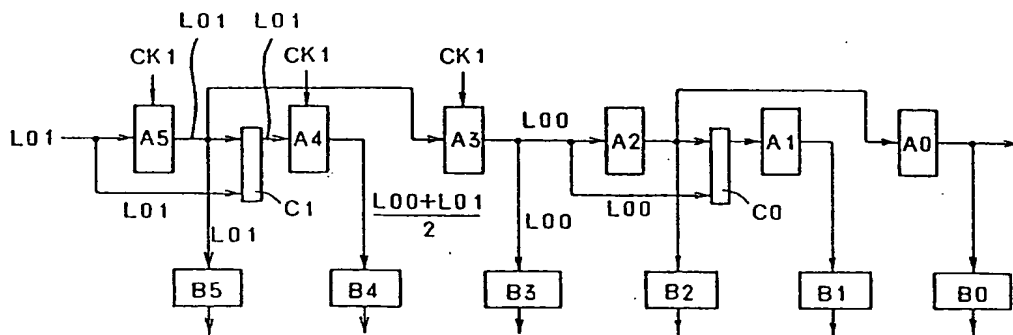 L01 L01
CK1 CK1 CK1
L01 A5 A4 A3 L00 A2 A1 A0
L01 C1 L00+L01 L00 C0
L01 2 L00
B5 B4 B3 B2 B1 B0